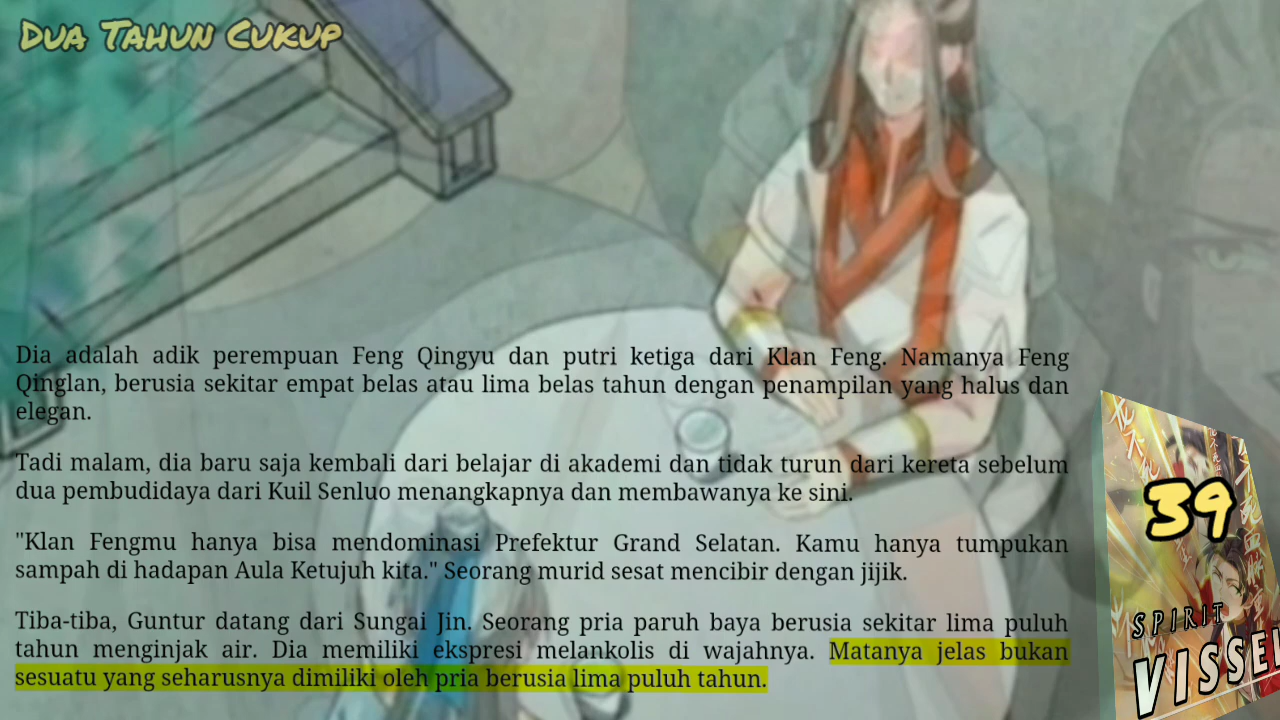 Dua Tahun Cukup
Dia adalah adik perempuan Feng Qingyu dan putri ketiga dari Klan Feng. Namanya Feng
Qinglan, berusia sekitar empat belas atau lima belas tahun dengan penampilan yang halus dan
elegan.
Tadi malam, dia baru saja kembali dari belajar di akademi dan tidak turun dari kereta sebelum
dua pembudidaya dari Kuil Senluo menangkapnya dan membawanya ke sini.
"Klan Fengmu hanya bisa mendominasi Prefektur Grand Selatan. Kamu hanya tumpukan
sampah di hadapan Aula Ketujuh kita." Seorang murid sesat mencibir dengan jijik.
Tiba-tiba, Guntur datang dari Sungai Jin. Seorang pria paruh baya berusia sekitar lima puluh
tahun menginjak air. Dia memiliki ekspresi melankolis di wajahnya. Matanya jelas bukan
sesuatu yang seharusnya dimiliki oleh pria berusia lima puluh tahun.
39
SPIRIT
VISSEL